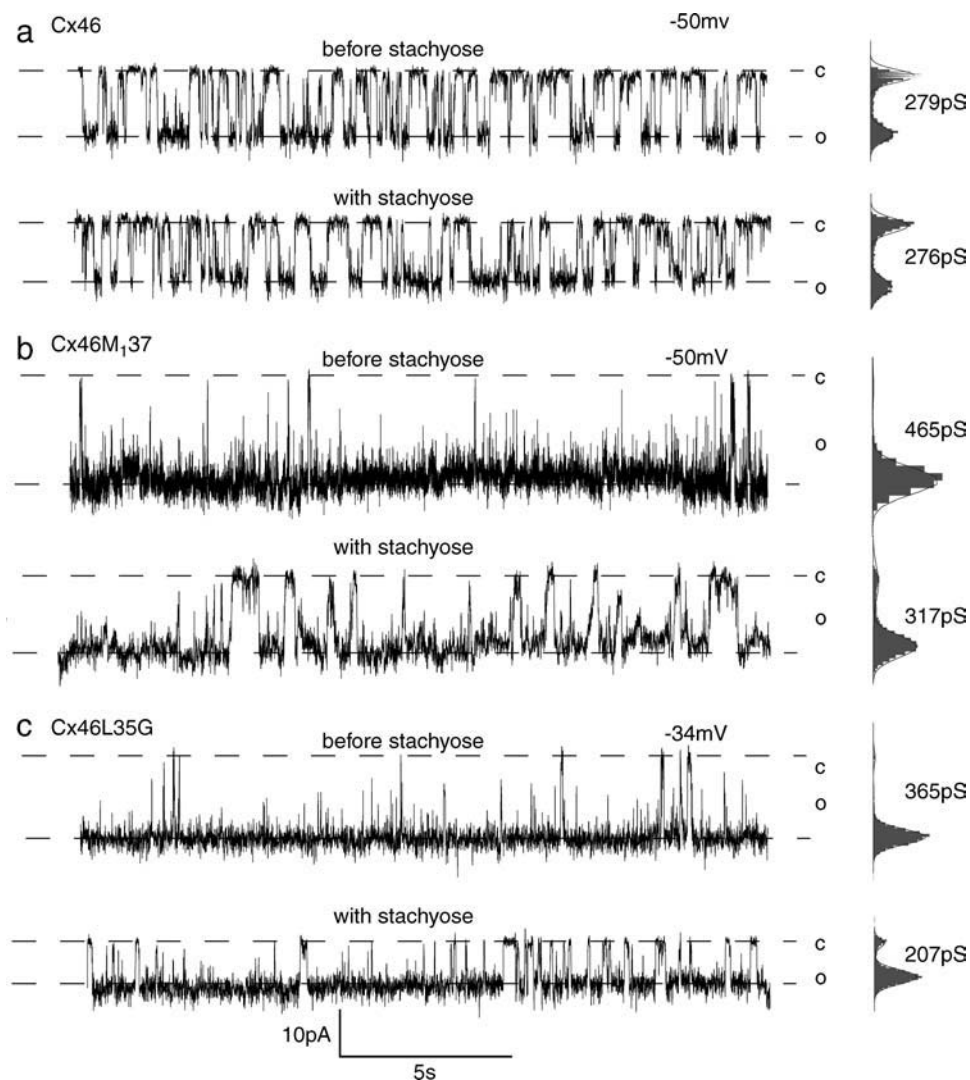 a Cx46 -50mv
before stachyose
c
279pS
o
with stachyose
c
276pS
o
b Cx46M₁37 -50mV
before stachyose
c
465pS
o
with stachyose
c
317pS
o
c Cx46L35G -34mV
before stachyose
c
365pS
o
with stachyose
c
207pS
o
10pA
5s